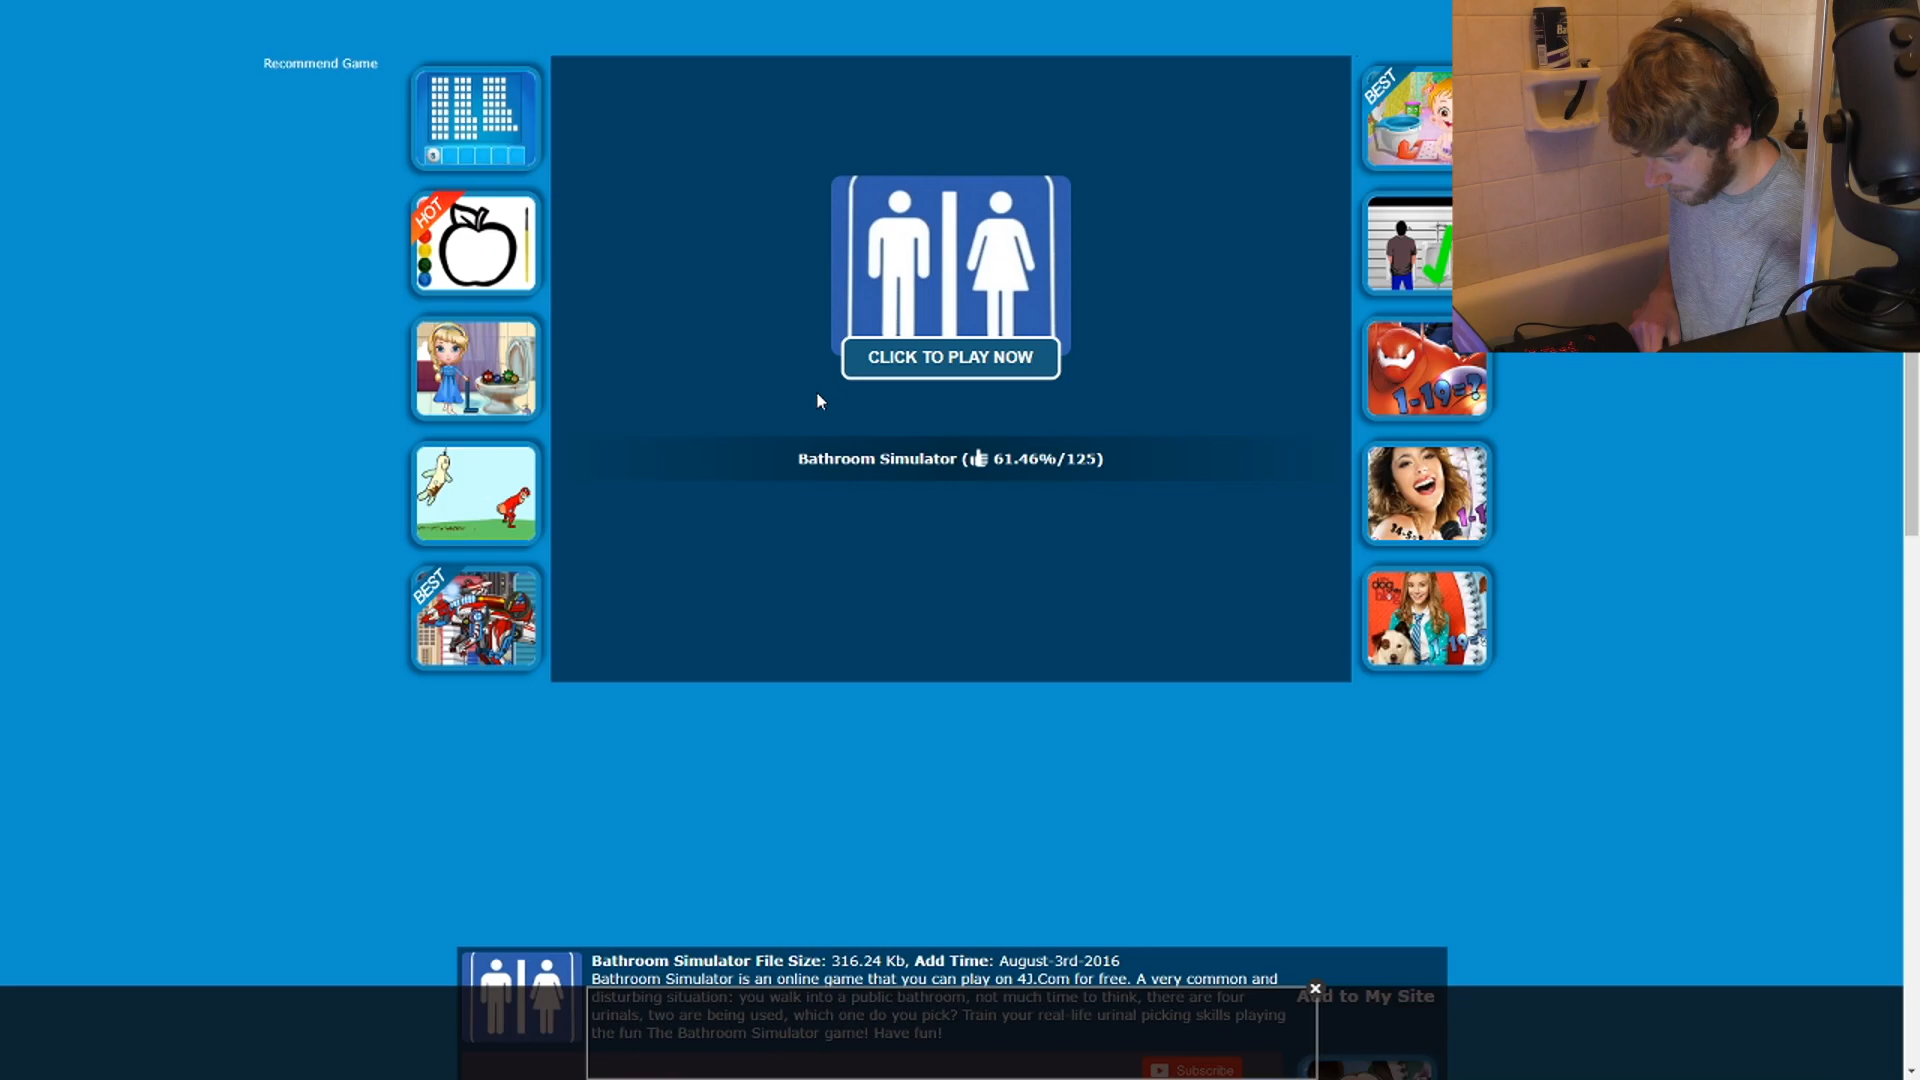 Recommend Game
BEST
HOT
CLICK TO PLAY NOW
1-19=?
Bathroom Simulator (61.46%/125)
BEST
dog
blog
Bathroom Simulator File Size: 316.24 Kb, Add Time: August-3rd-2016
Bathroom Simulator is an online game that you can play on 4J.Com for free. A very common and
disturbing situation: you walk into a public bathroom, not much time to think, there are four
urinals, two are being used, which one do you pick? Train your real-life urinal picking skills playing
the fun The Bathroom Simulator game! Have fun!
Add to My Site
Subscribe